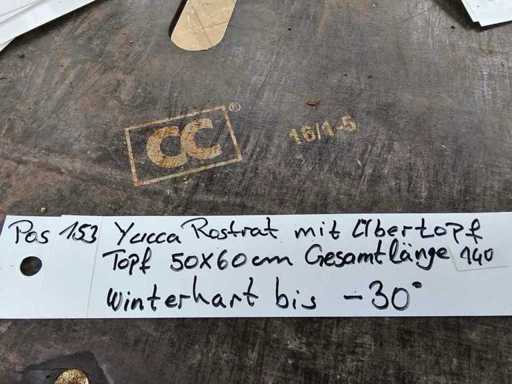 CC®
16/1-5
Pos 153 Yucca Rostrat mit Übertopf
Topf 50x60cm Gesamtlänge 140
Winterhart bis -30°